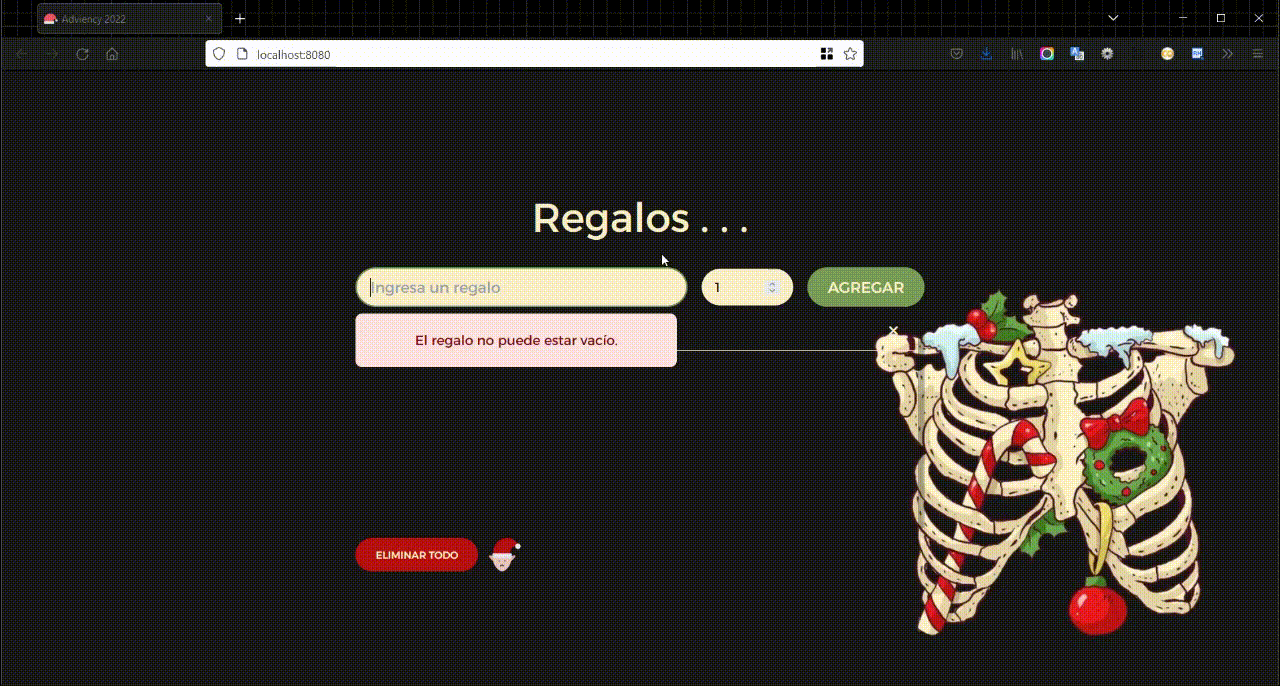 Adviency 2022
localhost:8080
Regalos . . .
Ingresa un regalo
1
AGREGAR
El regalo no puede estar vacío.
ELIMINAR TODO